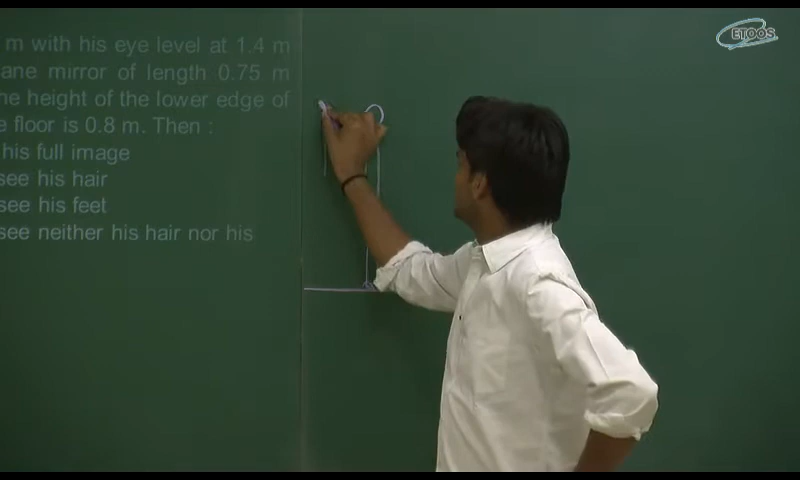 m with his eye level at 1.4 m
ane mirror of length 0.75 m
ne height of the lower edge of
e floor is 0.8 m. Then :
his full image
see his hair
see his feet
see neither his hair nor his
ETOOS